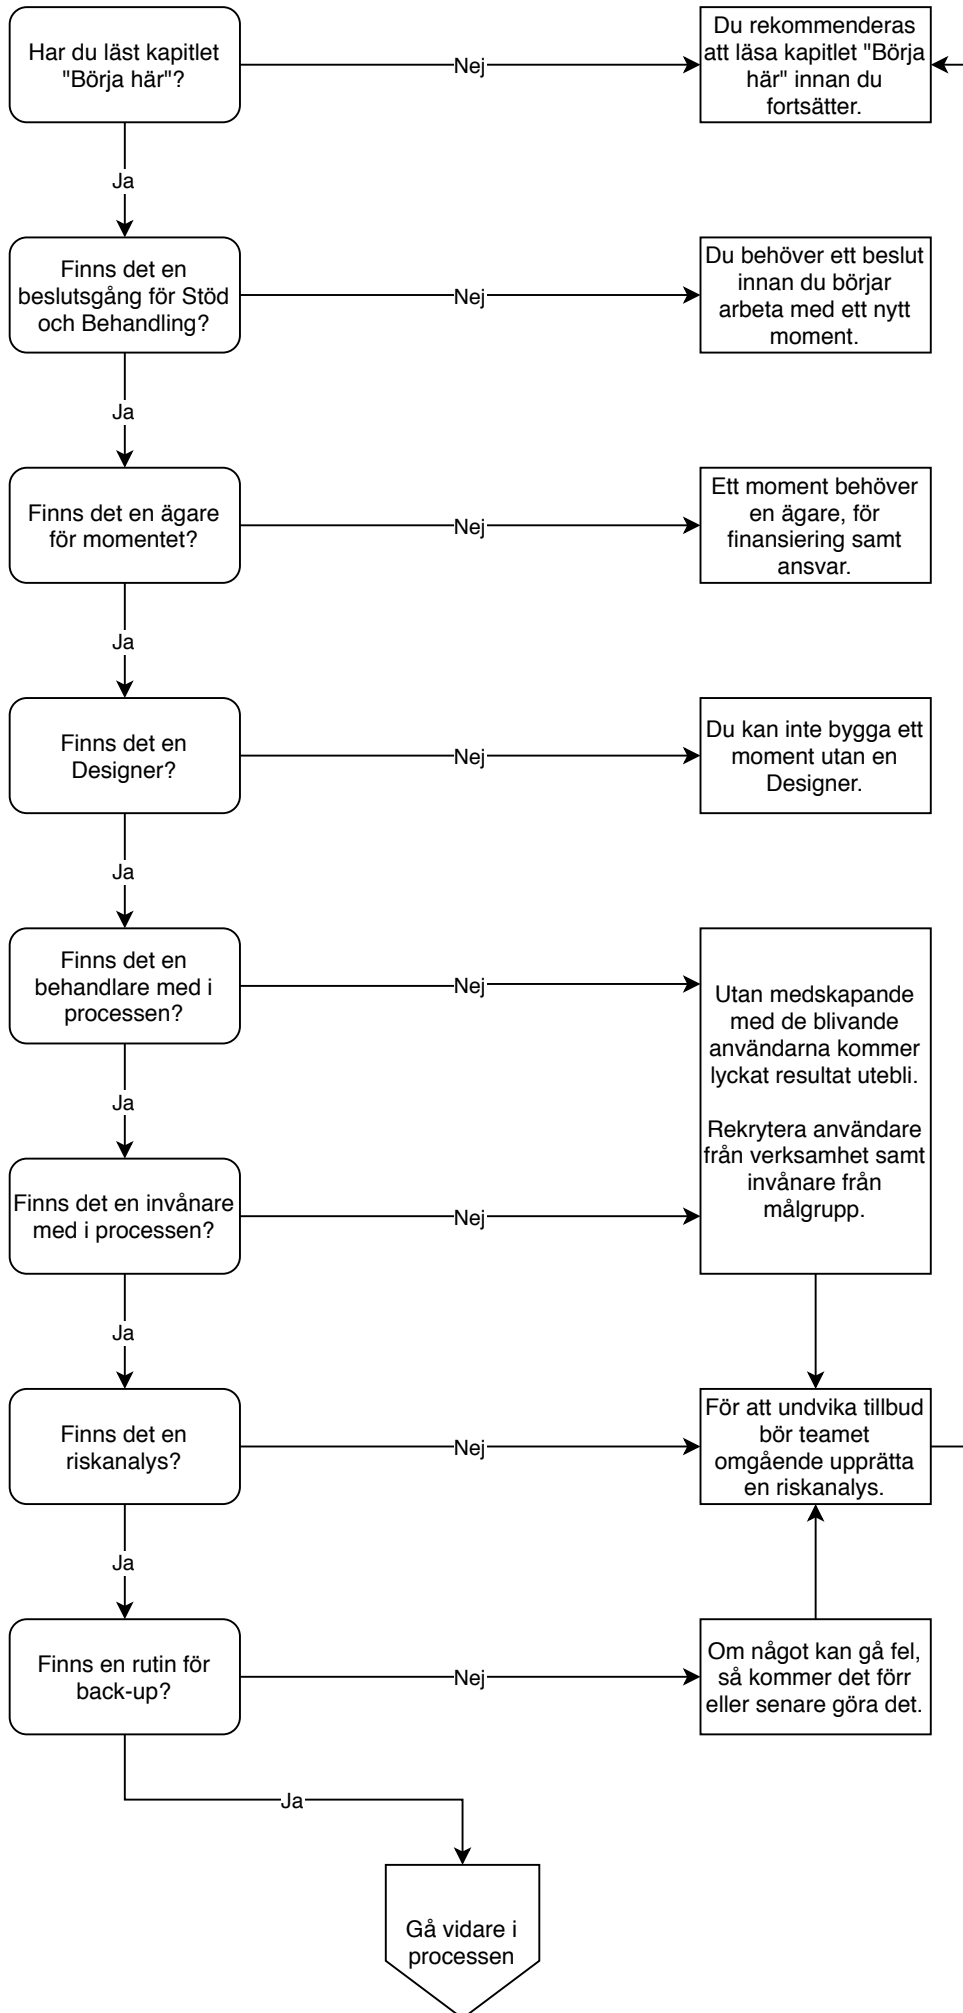 Har du läst kapitlet
"Börja här"?
Nej
Du rekommenderas
att läsa kapitlet "Börja
här" innan du
fortsätter.
Ja
Finns det en
beslutsgång för Stöd
och Behandling?
Nej
Du behöver ett beslut
innan du börjar
arbeta med ett nytt
moment.
Ja
Finns det en ägare
för momentet?
Nej
Ett moment behöver
en ägare, för
finansiering samt
ansvar.
Ja
Finns det en
Designer?
Nej
Du kan inte bygga ett
moment utan en
Designer.
Ja
Finns det en
behandlare med i
processen?
Nej
Utan medskapande
med de blivande
användarna kommer
lyckat resultat utebli.
Rekrytera användare
från verksamhet samt
invånare från
målgrupp.
Ja
Finns det en invånare
med i processen?
Nej
Ja
Finns det en
riskanalys?
Nej
För att undvika tillbud
bör teamet
omgående upprätta
en riskanalys.
Ja
Finns en rutin för
back-up?
Nej
Om något kan gå fel,
så kommer det förr
eller senare göra det.
Ja
Gå vidare i
processen